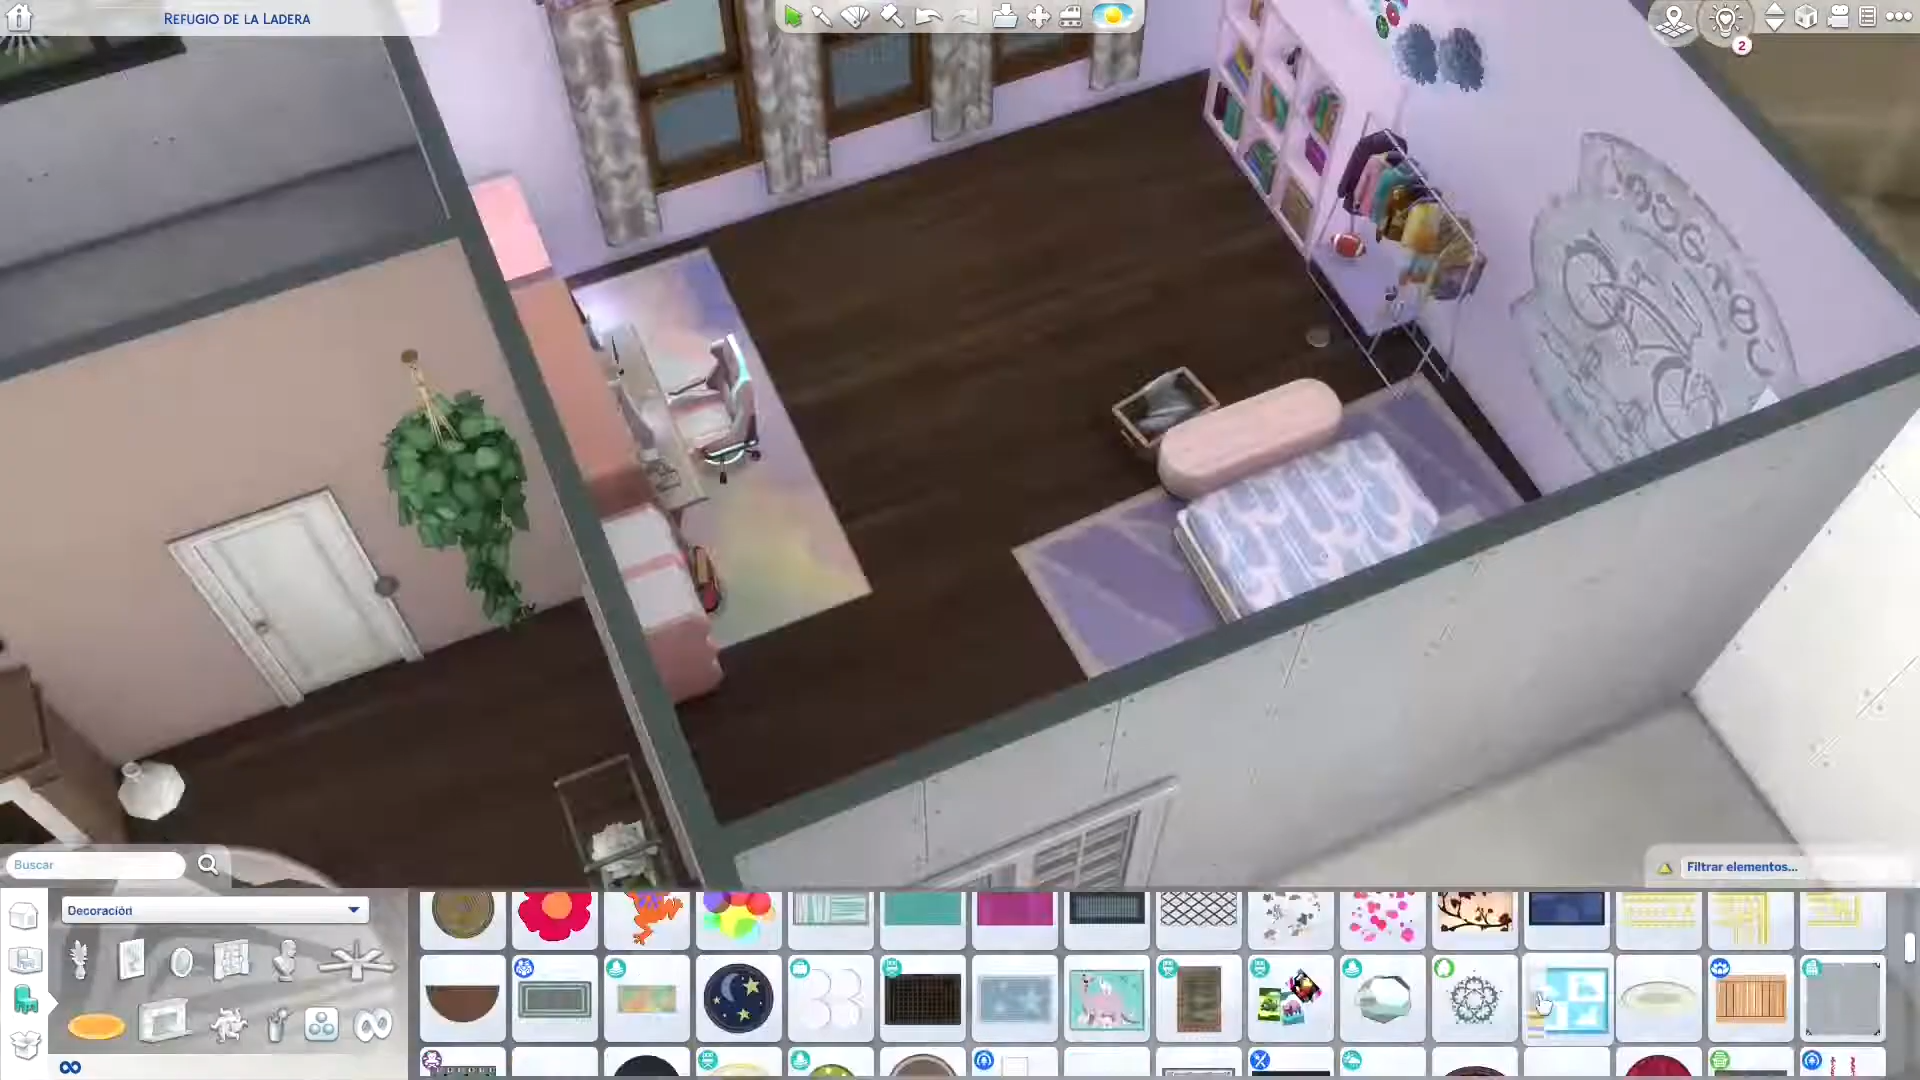 Refugio de la Ladera
2
Buscar
Filtrar elementos...
Decoración